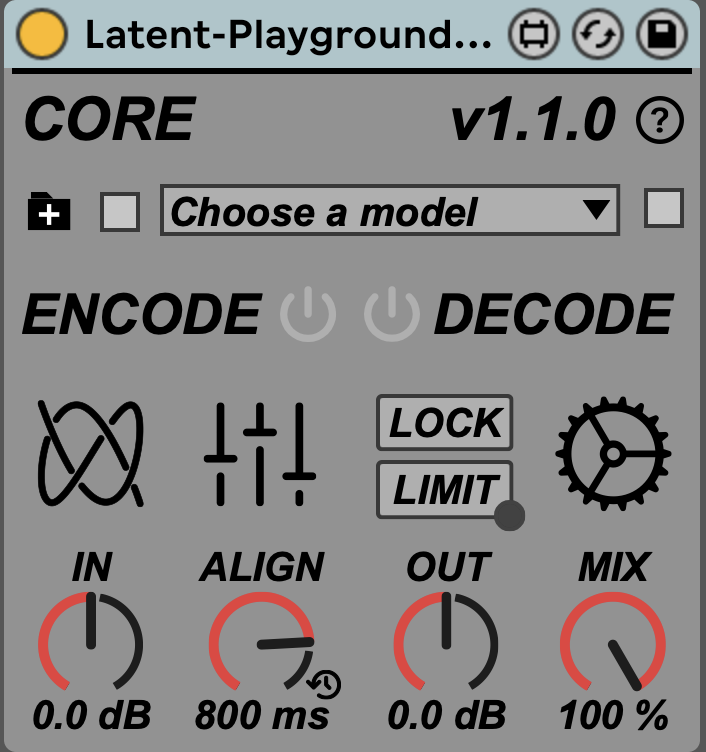 Latent-Playground...
CORE v1.1.0 ?
Choose a model
ENCODE DECODE
LOCK
LIMIT
IN ALIGN OUT MIX
0.0 dB 800 ms 0.0 dB 100 %